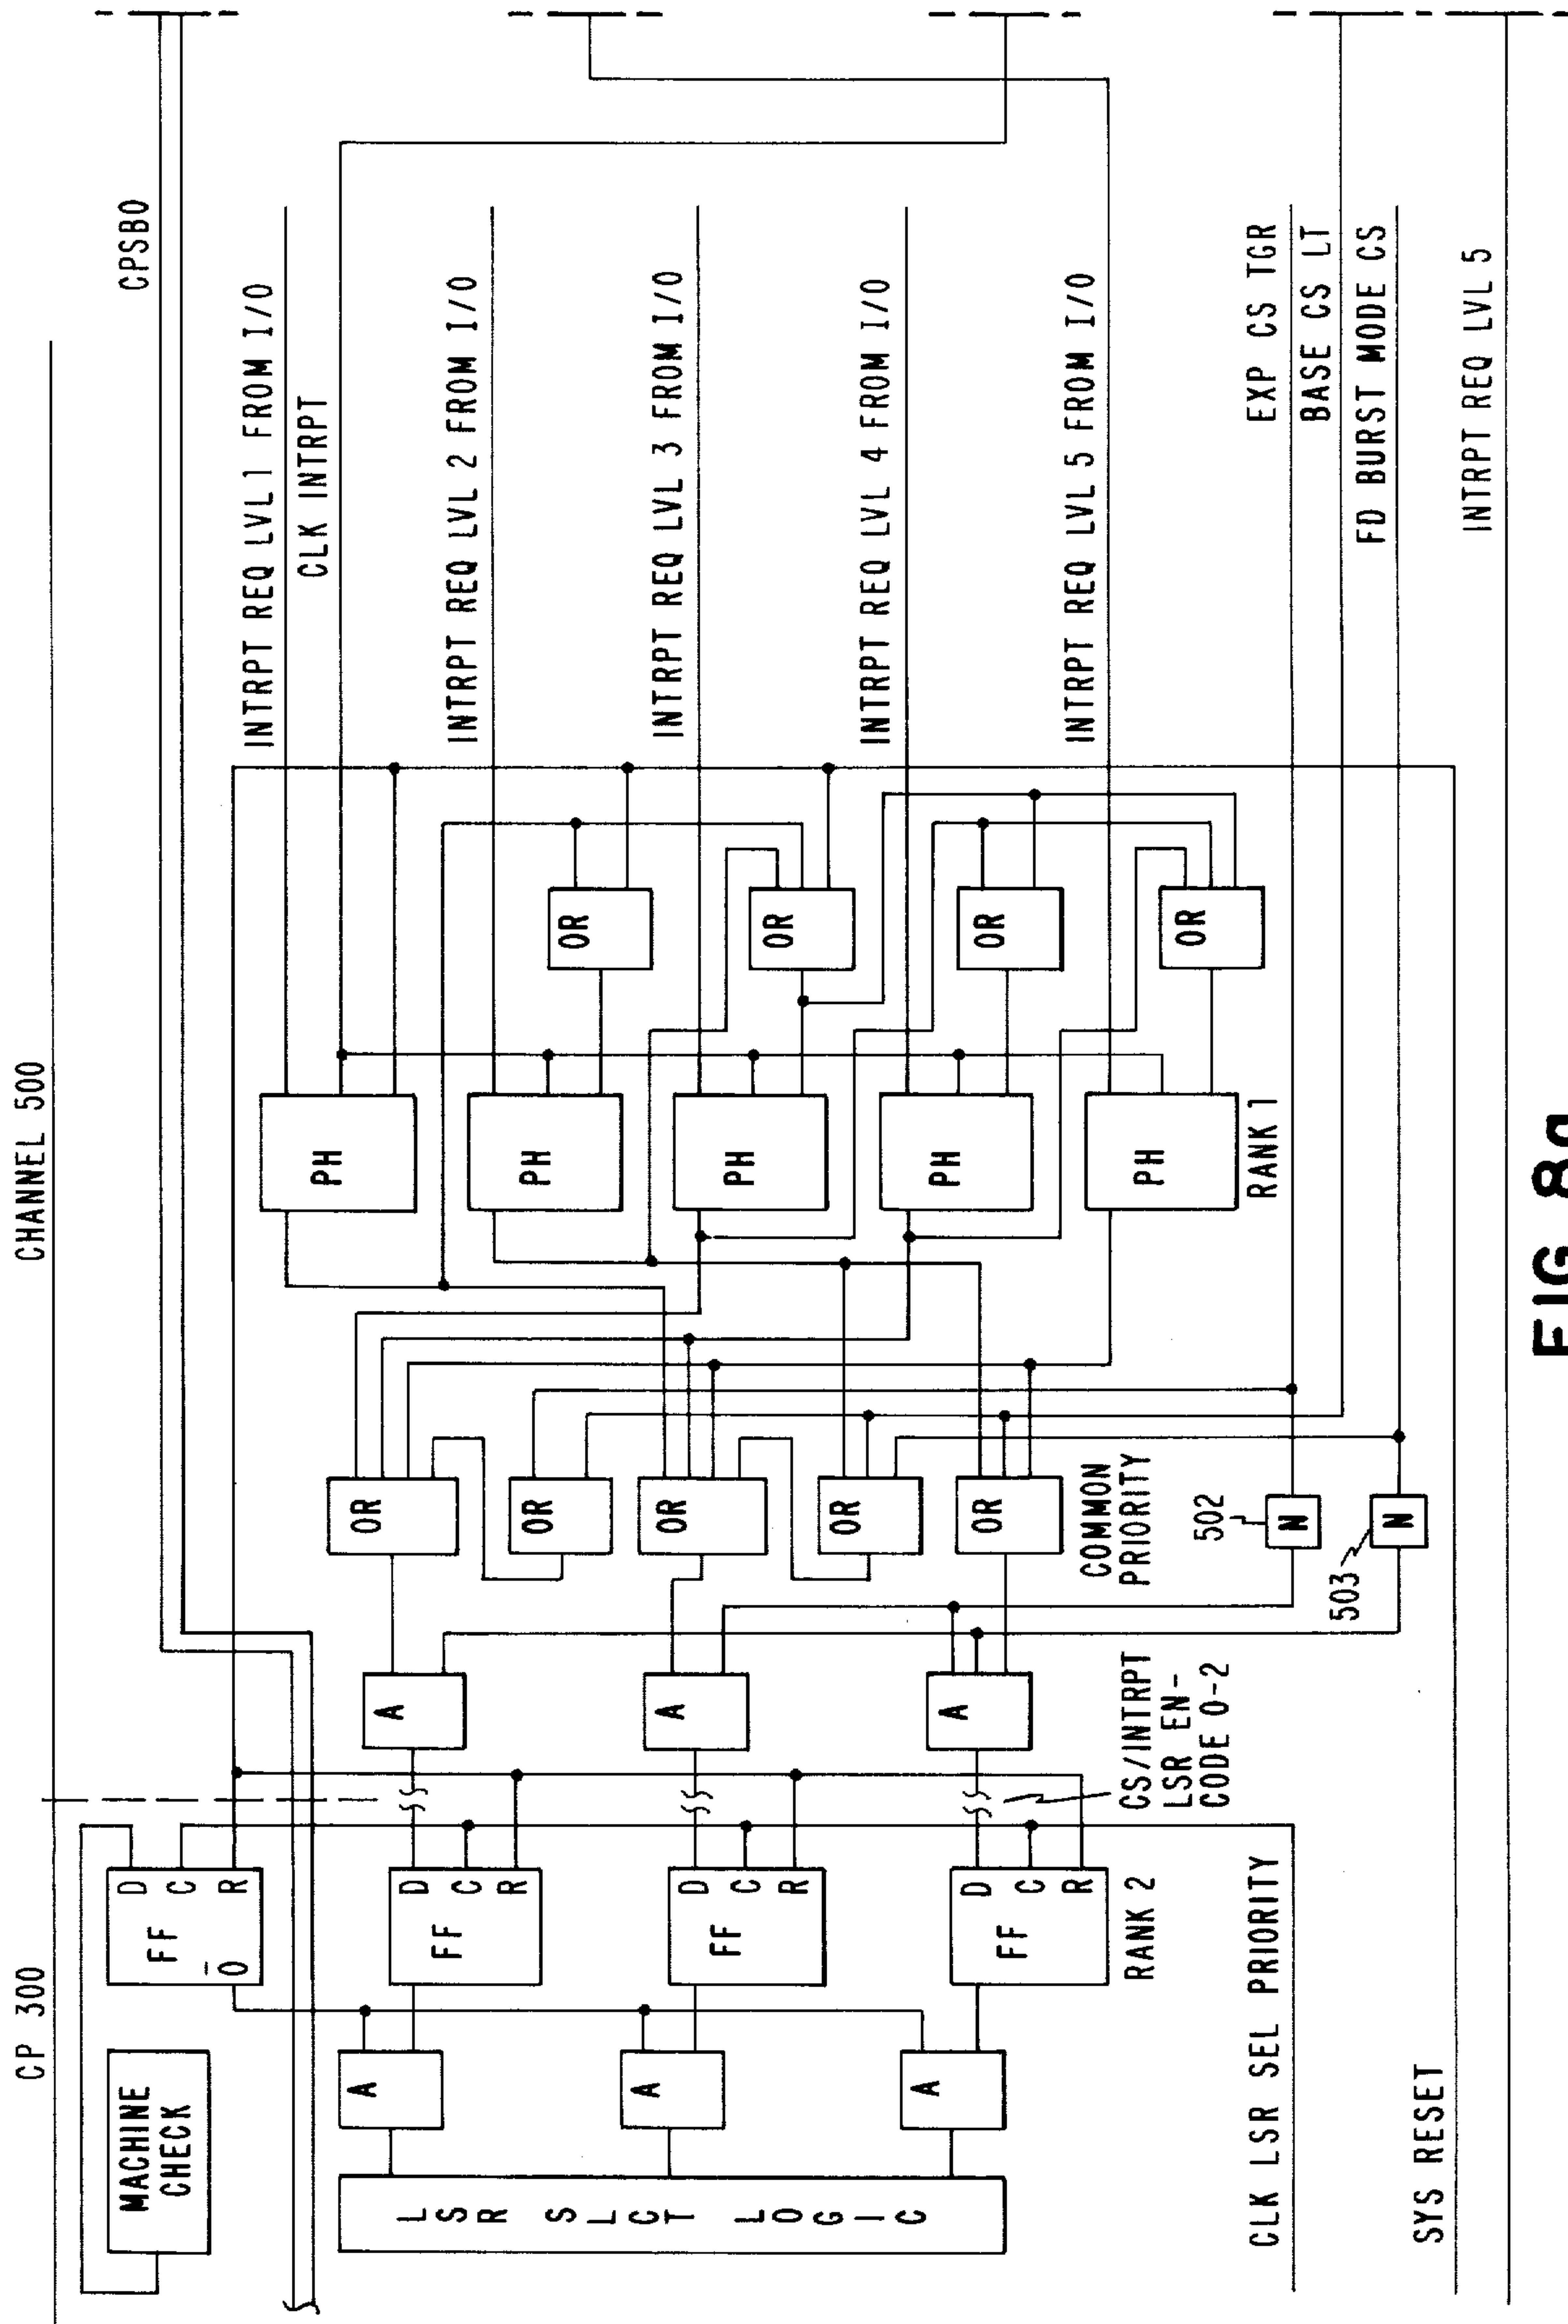 CP 300
CHANNEL 500
MACHINE
CHECK
FF
D
C
R
O
CPSBO
INTRPT REQ LVL 1 FROM I/O
CLK INTRPT
INTRPT REQ LVL 2 FROM I/O
INTRPT REQ LVL 3 FROM I/O
INTRPT REQ LVL 4 FROM I/O
INTRPT REQ LVL 5 FROM I/O
LSR SLCT LOGIC
A
A
A
FF
D
C
R
FF
D
C
R
FF
D
C
R
RANK 2
A
A
A
CS/INTRPT
LSR EN-
CODE 0-2
OR
OR
OR
OR
OR
COMMON
PRIORITY
PH
PH
PH
PH
PH
RANK 1
OR
OR
OR
OR
502
N
503
N
EXP CS TGR
BASE CS LT
FD BURST MODE CS
CLK LSR SEL PRIORITY
SYS RESET
INTRPT REQ LVL 5